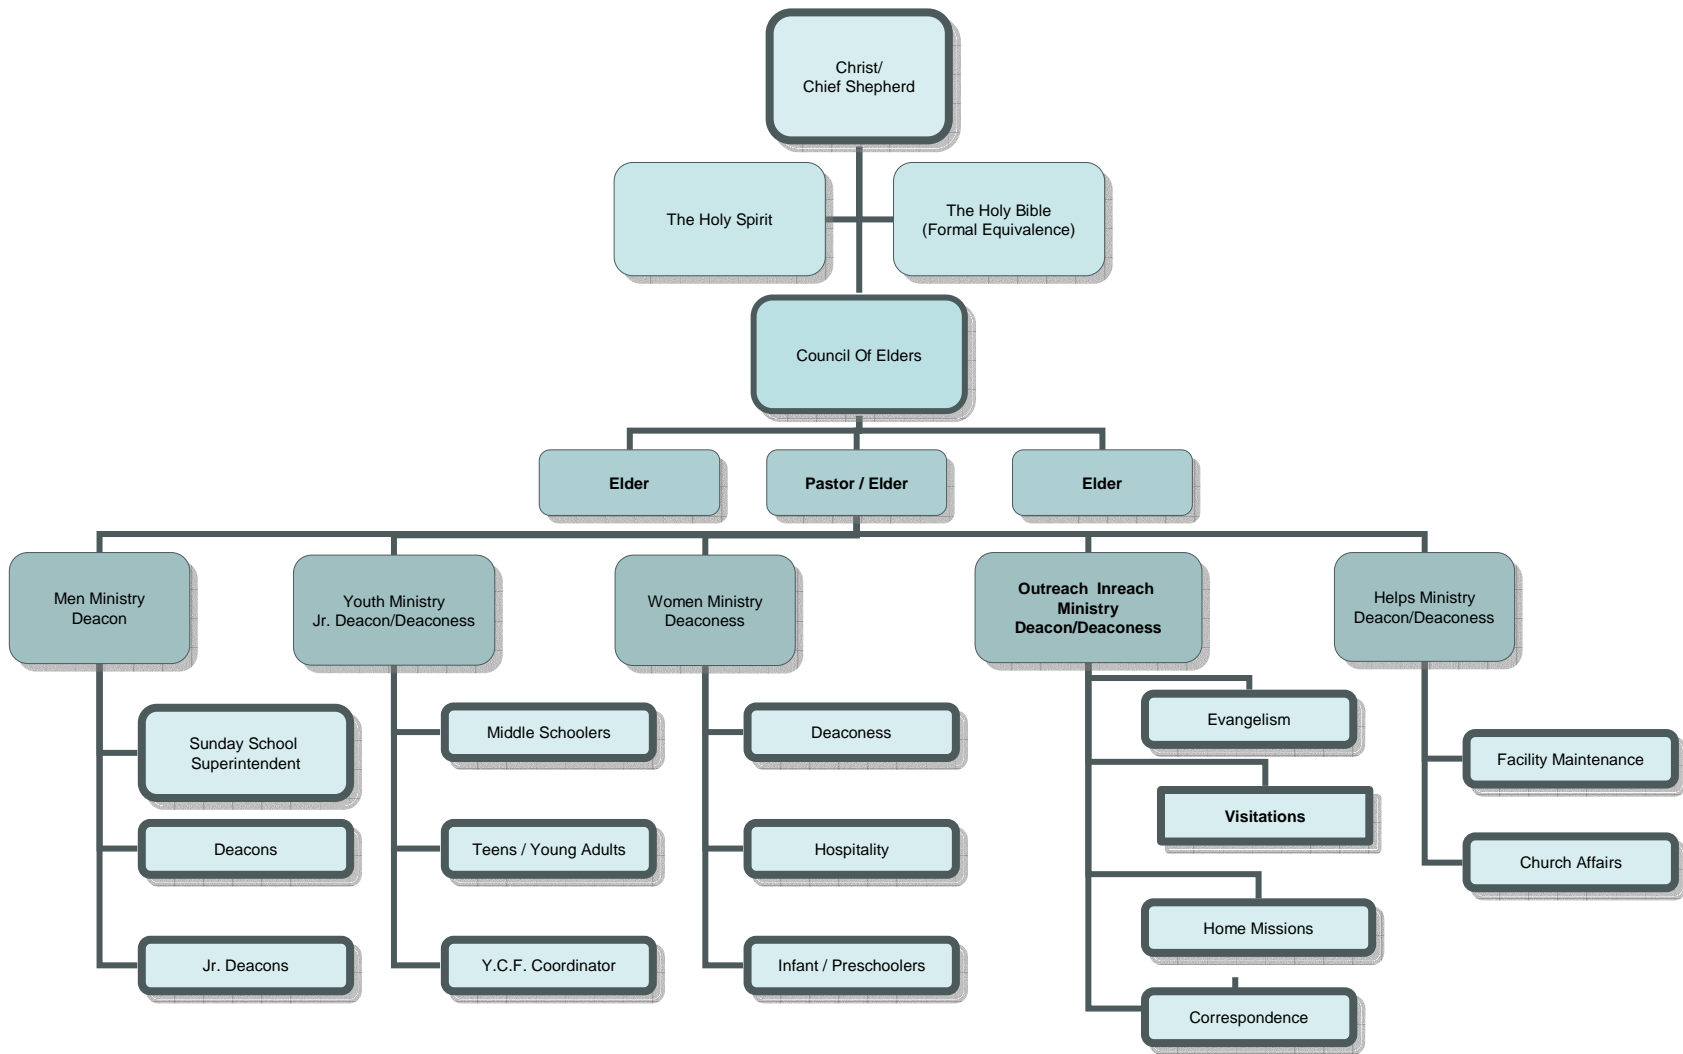 Christ/
Chief Shepherd
The Holy Spirit
The Holy Bible
(Formal Equivalence)
Council Of Elders
Elder
Pastor / Elder
Elder
Men Ministry
Deacon
Youth Ministry
Jr. Deacon/Deaconess
Women Ministry
Deaconess
Outreach  Inreach
Ministry
Deacon/Deaconess
Helps Ministry
Deacon/Deaconess
Sunday School
Superintendent
Deacons
Jr. Deacons
Middle Schoolers
Teens / Young Adults
Y.C.F. Coordinator
Deaconess
Hospitality
Infant / Preschoolers
Evangelism
Visitations
Home Missions
Correspondence
Facility Maintenance
Church Affairs